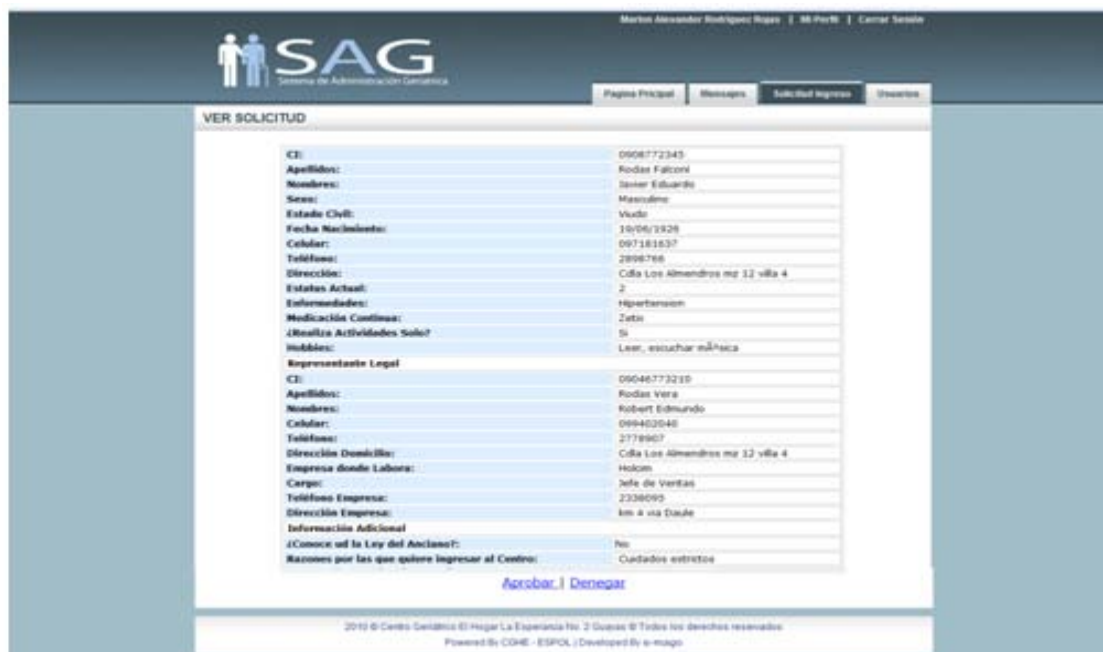 Marlon Alexander Rodriguez Rojas | Mi Perfil | Cerrar Sesión
SAG
Sistema de Administración Geriátrica
Pagina Pricipal Mensajes Solicitud Ingreso Usuarios
VER SOLICITUD
CI: 0908772345
Apellidos: Rodas Falconi
Nombres: Javier Eduardo
Sexo: Masculino
Estado Civil: Viudo
Fecha Nacimiento: 19/06/1926
Celular: 097181637
Teléfono: 2898766
Dirección: Cdla Los Almendros mz 12 villa 4
Estatus Actual: 2
Enfermedades: Hipertension
Medicación Continua:
¿Realiza Actividades Solo? Si
Hobbies: Leer, escuchar mÃºsica
Representante Legal
CI: 09046773210
Apellidos: Rodas Vera
Nombres: Robert Edmundo
Celular: 099402040
Teléfono: 2778907
Dirección Domicilio: Cdla Los Almendros mz 12 villa 4
Empresa donde Labora: Holcim
Cargo: Jefe de Ventas
Teléfono Empresa: 2338095
Dirección Empresa: km 4 via Daule
Información Adicional
¿Conoce ud la Ley del Anciano?: No
Razones por las que quiere ingresar al Centro: Cuidados estrictos
Aprobar | Denegar
2010 © Centro Geriátrico El Hogar La Esperanza No. 2 Guayas © Todos los derechos reservados
Powered By CGHE - ESPOL | Developed By e-mago